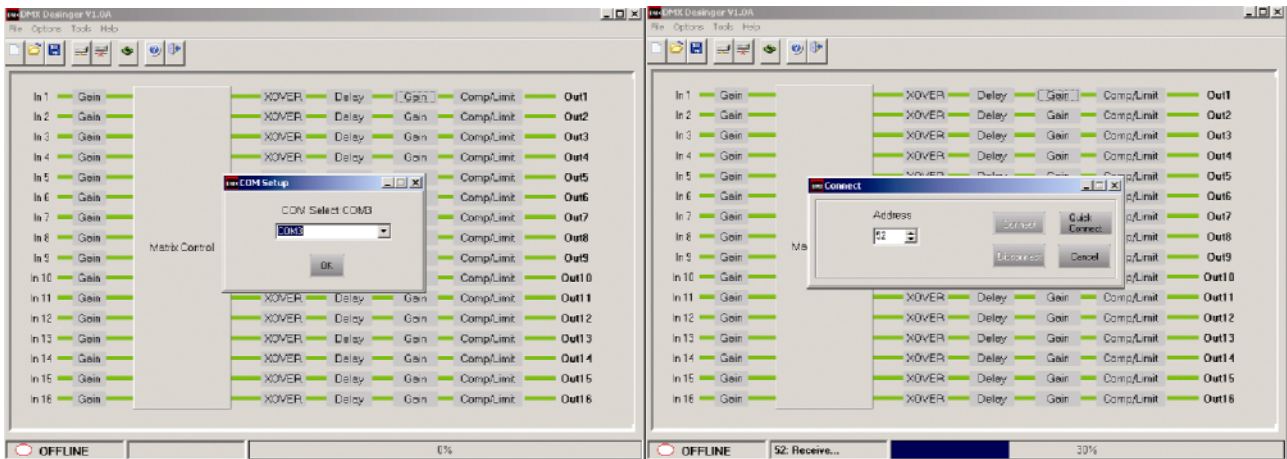 DMX Desinger V1.0A
File Options Tools Help
In 1 Gain XOVER Delay Gain Comp/Limit Out1
In 2 Gain XOVER Delay Gain Comp/Limit Out2
In 3 Gain XOVER Delay Gain Comp/Limit Out3
In 4 Gain XOVER Delay Gain Comp/Limit Out4
In 5 Gain Comp/Limit Out5
In 6 Gain Comp/Limit Out6
In 7 Gain Comp/Limit Out7
In 8 Gain Comp/Limit Out8
In 9 Gain Comp/Limit Out9
In 10 Gain Comp/Limit Out10
In 11 Gain XOVER Delay Gain Comp/Limit Out11
In 12 Gain XOVER Delay Gain Comp/Limit Out12
In 13 Gain XOVER Delay Gain Comp/Limit Out13
In 14 Gain XOVER Delay Gain Comp/Limit Out14
In 15 Gain XOVER Delay Gain Comp/Limit Out15
In 16 Gain XOVER Delay Gain Comp/Limit Out16
Matrix Control
COM Setup
COM Select COM3
COM3
OK
OFFLINE
0%
DMX Desinger V1.0A
File Options Tools Help
In 1 Gain XOVER Delay Gain Comp/Limit Out1
In 2 Gain XOVER Delay Gain Comp/Limit Out2
In 3 Gain XOVER Delay Gain Comp/Limit Out3
In 4 Gain XOVER Delay Gain Comp/Limit Out4
In 5 Gain XOVER Delay Gain Comp/Limit Out5
In 6 Gain p/Limit Out6
In 7 Gain p/Limit Out7
In 8 Gain p/Limit Out8
In 9 Gain p/Limit Out9
In 10 Gain p/Limit Out10
In 11 Gain XOVER Delay Gain Comp/Limit Out11
In 12 Gain XOVER Delay Gain Comp/Limit Out12
In 13 Gain XOVER Delay Gain Comp/Limit Out13
In 14 Gain XOVER Delay Gain Comp/Limit Out14
In 15 Gain XOVER Delay Gain Comp/Limit Out15
In 16 Gain XOVER Delay Gain Comp/Limit Out16
Ma
Connect
Address
52
Connect
Quick Connect
Disconnect
Cancel
OFFLINE
52: Receive...
30%